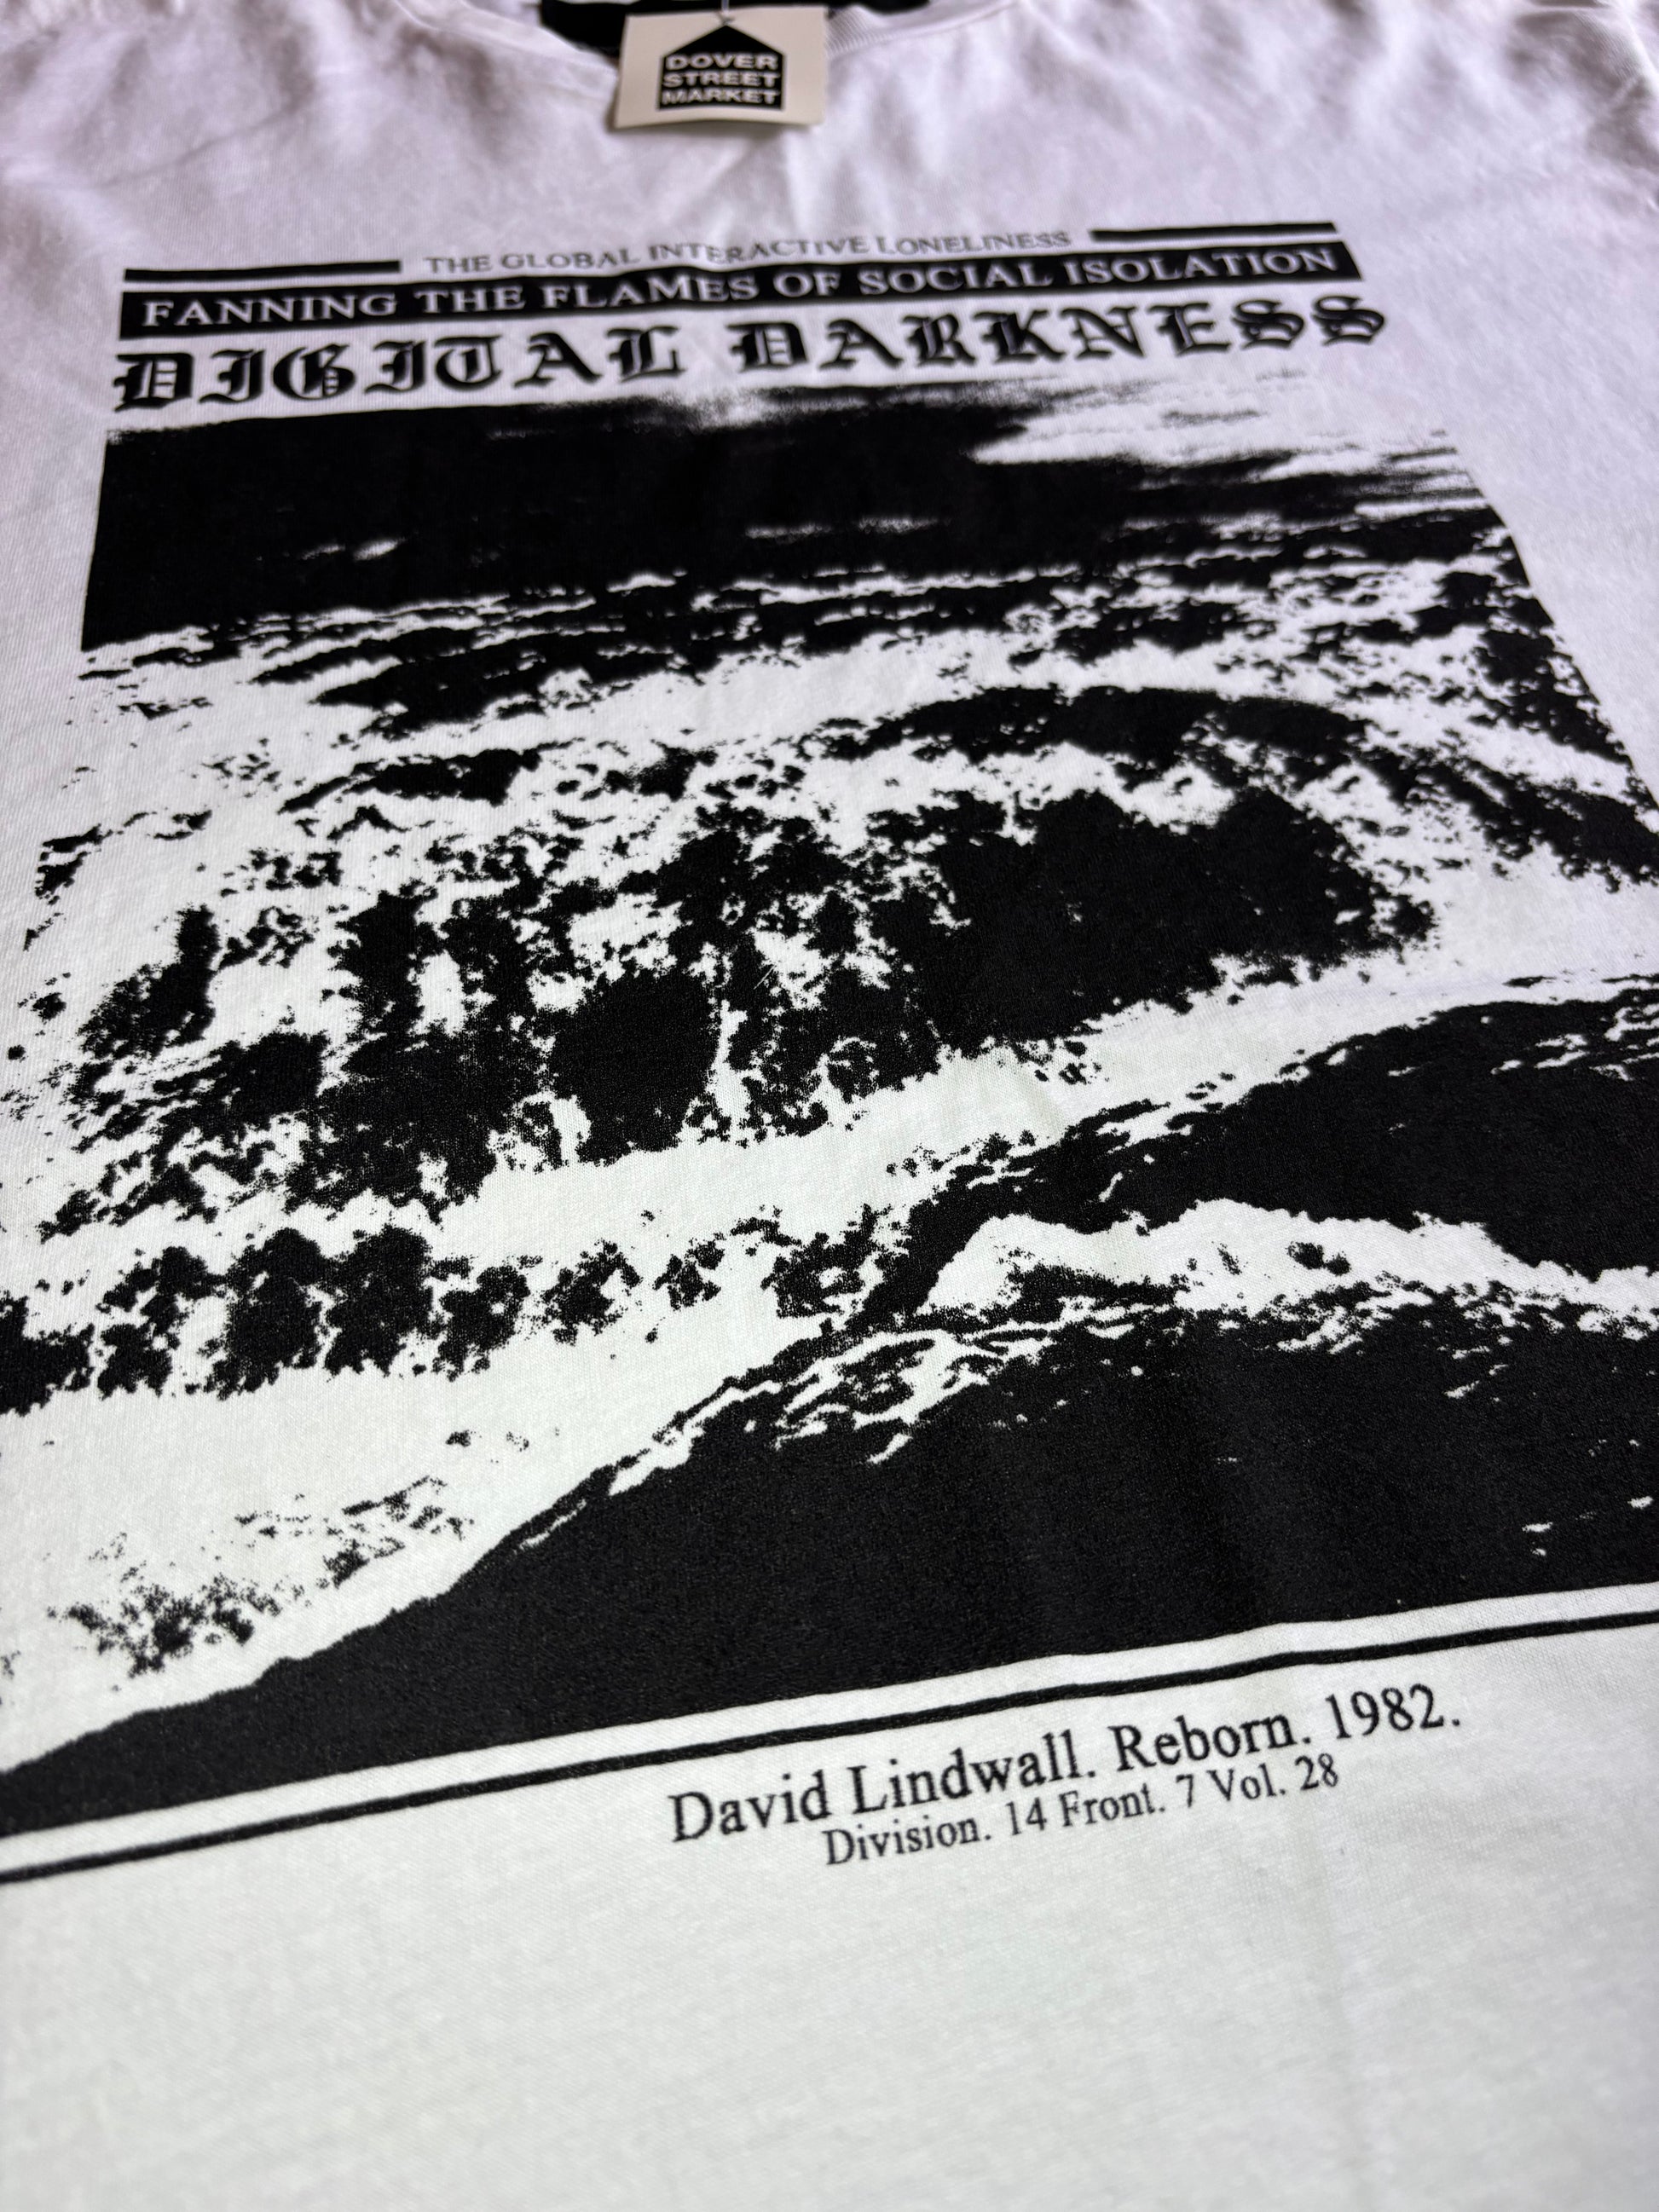 DOVER
STREET
MARKET
THE GLOBAL INTERACTIVE LONELINESS
FANNING THE FLAMES OF SOCIAL ISOLATION
DIGITAL DARKNESS
David Lindwall. Reborn. 1982.
Division. 14 Front. 7 Vol. 28